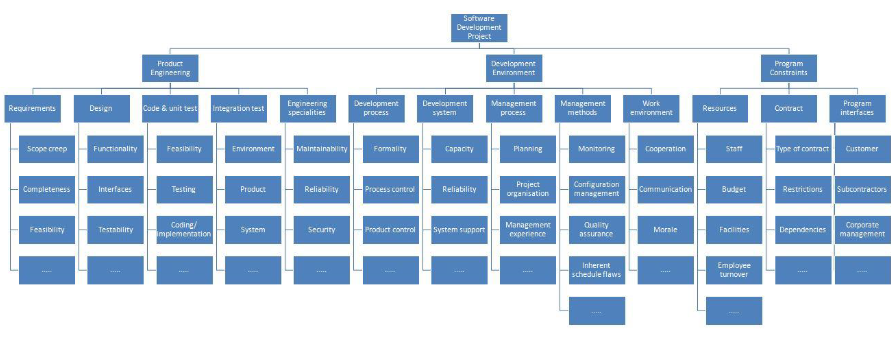 Software
Development
Project
Product
Engineering
Development
Environment
Program
Constraints
Requirements
Design
Code & unit test
Integration test
Engineering
specialities
Development
process
Development
system
Management
process
Management
methods
Work
environment
Resources
Contract
Program
interfaces
Scope creep
Functionality
Feasibility
Environment
Maintainability
Formality
Capacity
Planning
Monitoring
Cooperation
Staff
Type of contract
Customer
Completeness
Interfaces
Testing
Product
Reliability
Process control
Reliability
Project
organisation
Configuration
management
Communication
Budget
Restrictions
Subcontractors
Feasibility
Testability
Coding/
implementation
System
Security
Product control
System support
Management
experience
Quality
assurance
Morale
Facilities
Dependencies
Corporate
management
.....
.....
.....
.....
.....
.....
.....
.....
Inherent
schedule flaws
.....
Employee
turnover
.....
.....
.....
.....